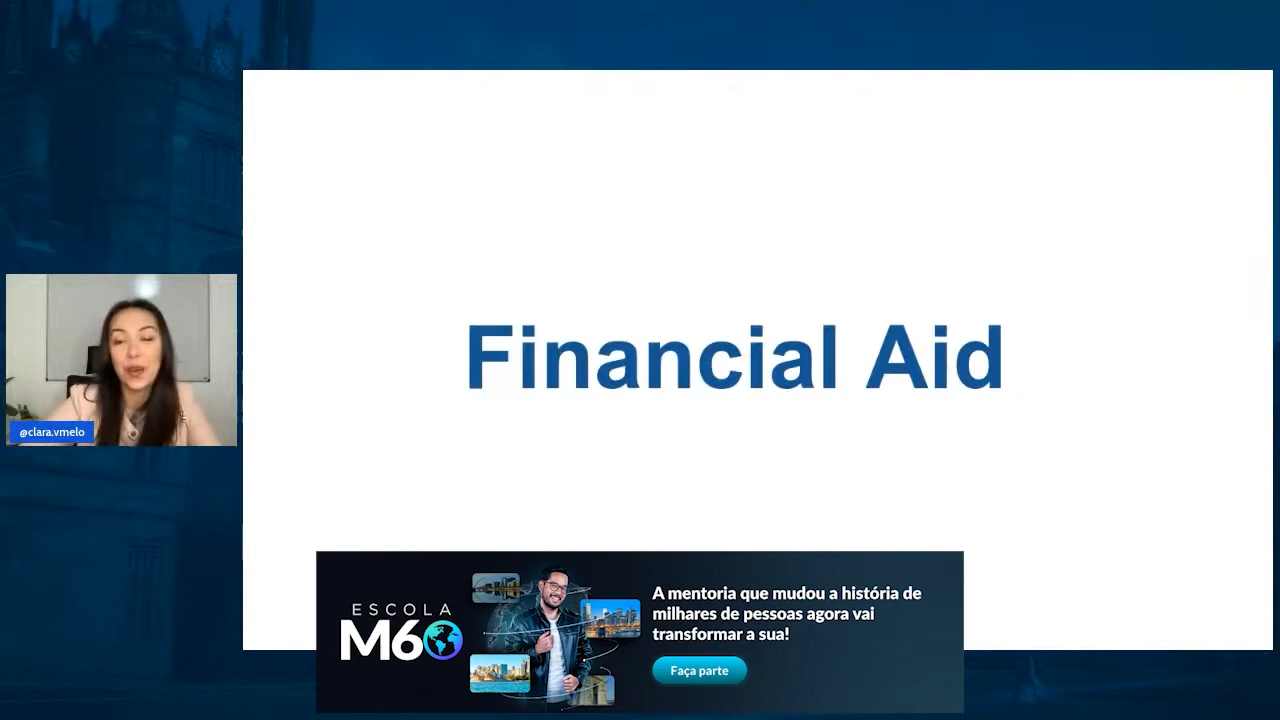 Financial Aid
@clara.vmelo
ESCOLA
M60
A mentoria que mudou a história de
milhares de pessoas agora vai
transformar a sua!
Faça parte